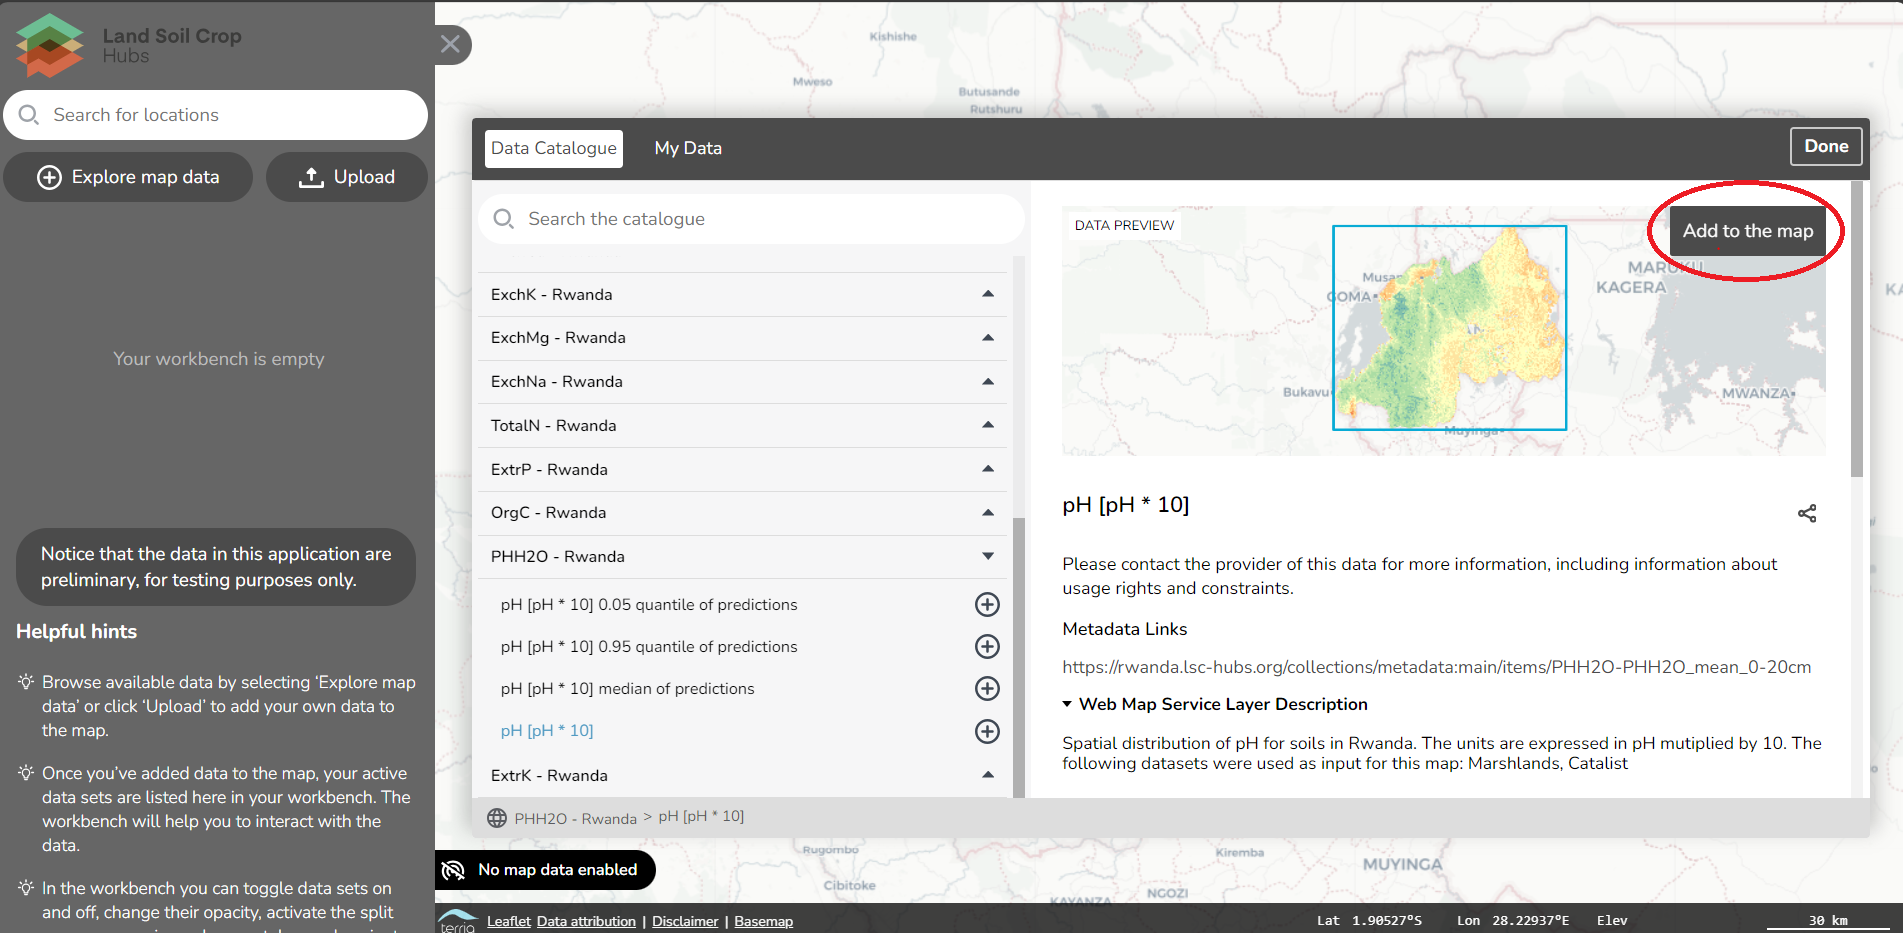 Land Soil Crop
Hubs
Search for locations
Explore map data
Upload
Your workbench is empty
Notice that the data in this application are
preliminary, for testing purposes only.
Helpful hints
Browse available data by selecting ‘Explore map
data’ or click ‘Upload’ to add your own data to
the map.
Once you’ve added data to the map, your active
data sets are listed here in your workbench. The
workbench will help you to interact with the
data.
In the workbench you can toggle data sets on
and off, change their opacity, activate the split
Kishishe
Mweso
Butusande
Rutshuru
Data Catalogue
My Data
Done
Search the catalogue
ExchK - Rwanda
ExchMg - Rwanda
ExchNa - Rwanda
TotalN - Rwanda
ExtrP - Rwanda
OrgC - Rwanda
PHH2O - Rwanda
pH [pH * 10] 0.05 quantile of predictions
pH [pH * 10] 0.95 quantile of predictions
pH [pH * 10] median of predictions
pH [pH * 10]
ExtrK - Rwanda
PHH2O - Rwanda > pH [pH * 10]
DATA PREVIEW
Add to the map
GOMA
Bukavu
Muyinga
KAGERA
MWANZA
pH [pH * 10]
Please contact the provider of this data for more information, including information about
usage rights and constraints.
Metadata Links
https://rwanda.lsc-hubs.org/collections/metadata:main/items/PHH2O-PHH2O_mean_0-20cm
Web Map Service Layer Description
Spatial distribution of pH for soils in Rwanda. The units are expressed in pH mutiplied by 10. The
following datasets were used as input for this map: Marshlands, Catalist
No map data enabled
Rugombo
Cibitoke
Kiremba
MUYINGA
NGOZI
KAYANZA
terria
Leaflet Data attribution | Disclaimer | Basemap
Lat 1.90527°S Lon 28.22937°E Elev
30 km